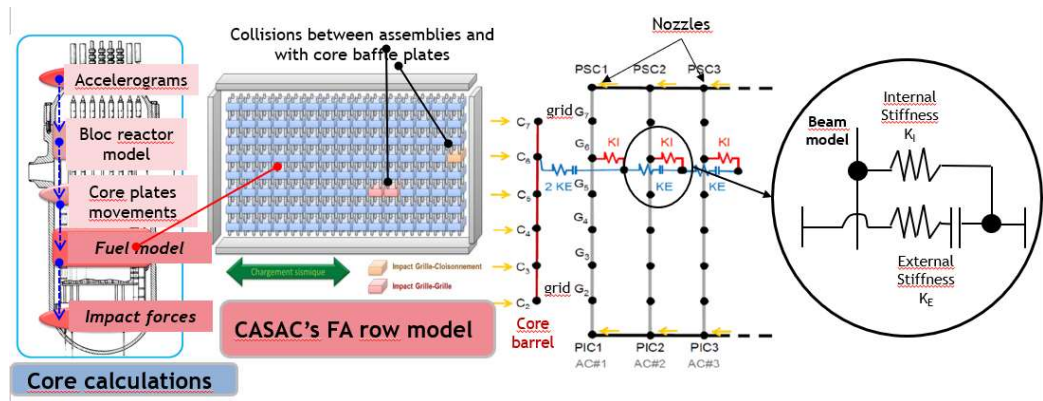 Accelerograms
Bloc reactor
model
Core plates
movements
Fuel model
Impact forces
Core calculations
Collisions between assemblies and
with core baffle plates
Chargement sismique
Impact Grille-Cloisonnement
Impact Grille-Grille
CASAC's FA row model
Nozzles
PSC1 PSC2 PSC3
C7 grid G7
C6 G6 KI KI KI
2 KE KE KE
C5 G5
C4 G4
C3 G3
C2 grid G2
Core
barrel
PIC1 PIC2 PIC3
AC#1 AC#2 AC#3
Beam
model
Internal
Stiffness
KI
External
Stiffness
KE